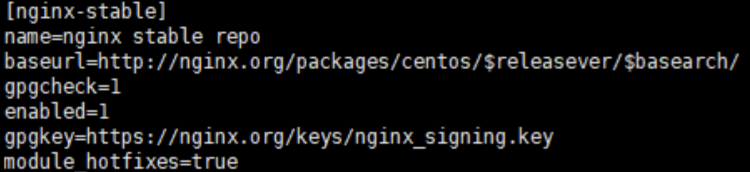 [nginx-stable]
name=nginx stable repo
baseurl=http://nginx.org/packages/centos/$releasever/$basearch/
gpgcheck=1
enabled=1
gpgkey=https://nginx.org/keys/nginx_signing.key
module_hotfixes=true